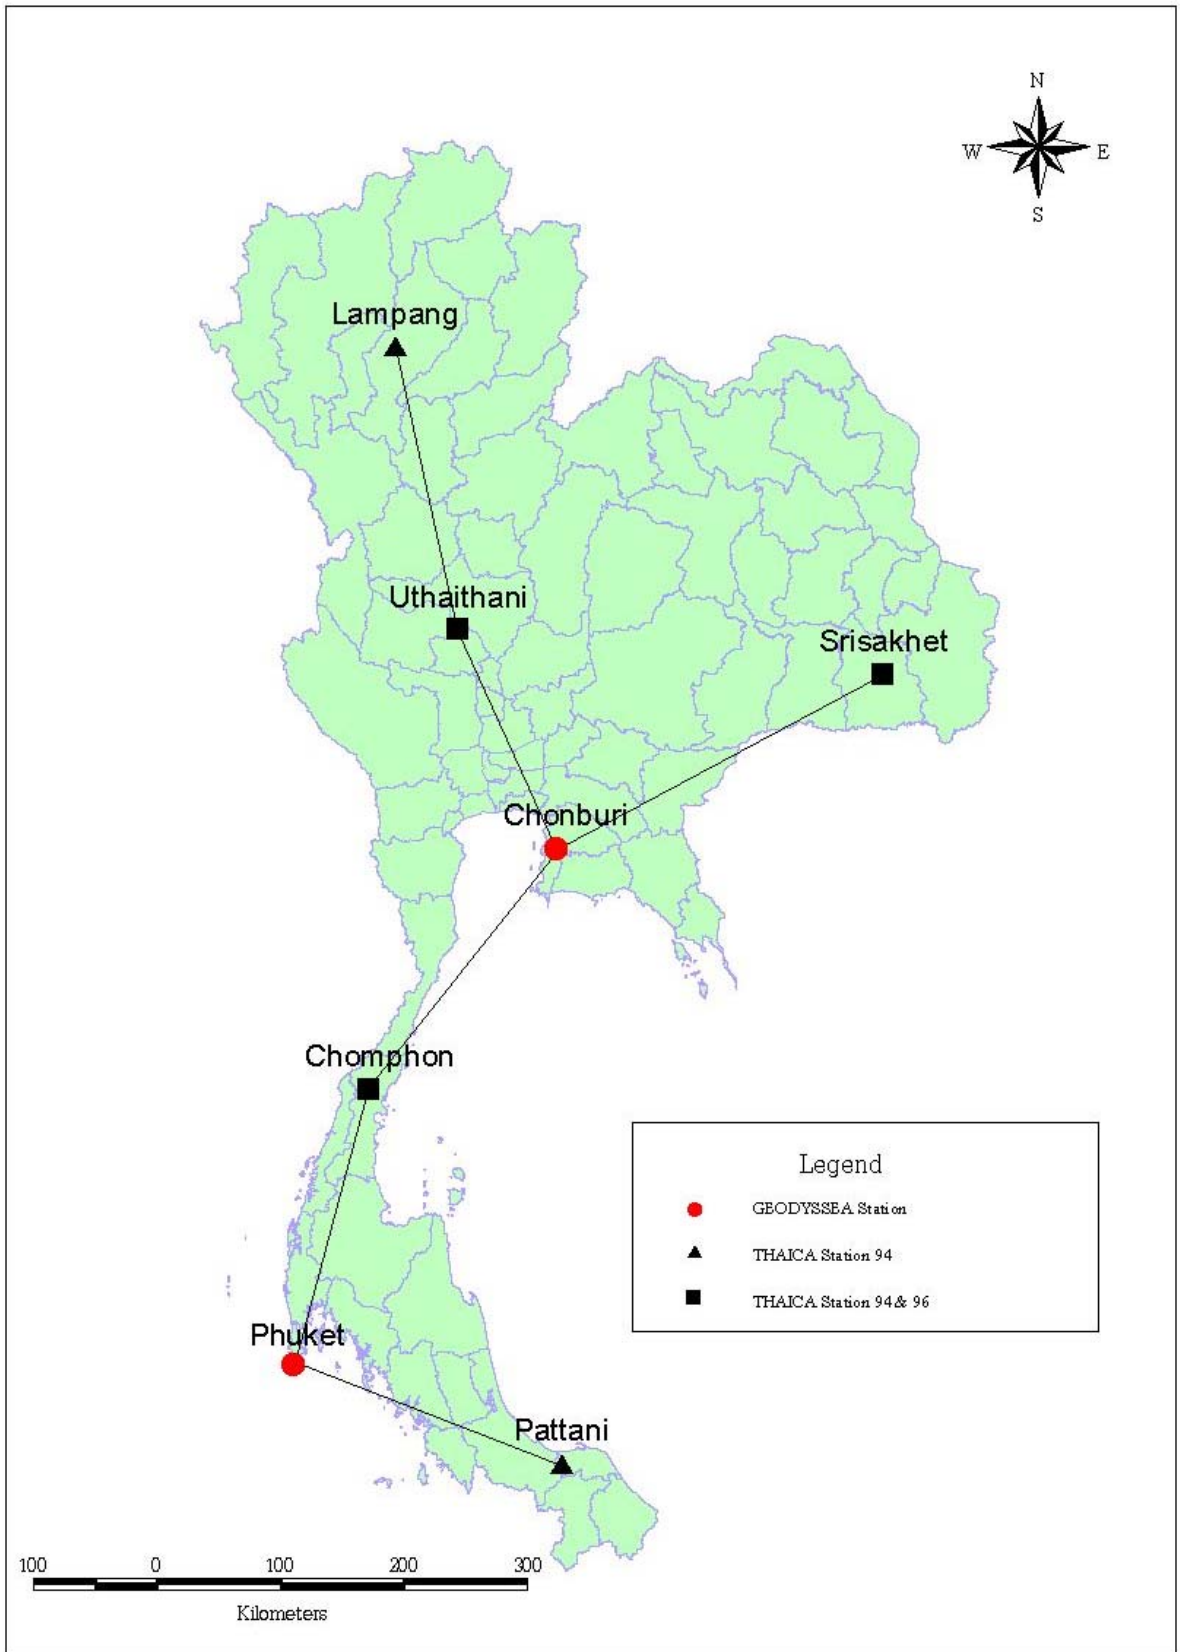 N
W E
S
Lampang
Uthaithani
Srisakhet
Chonburi
Chomphon
Legend
GEODYSSEA Station
THAICA Station 94
THAICA Station 94& 96
Phuket
Pattani
100 0 100 200 300
Kilometers